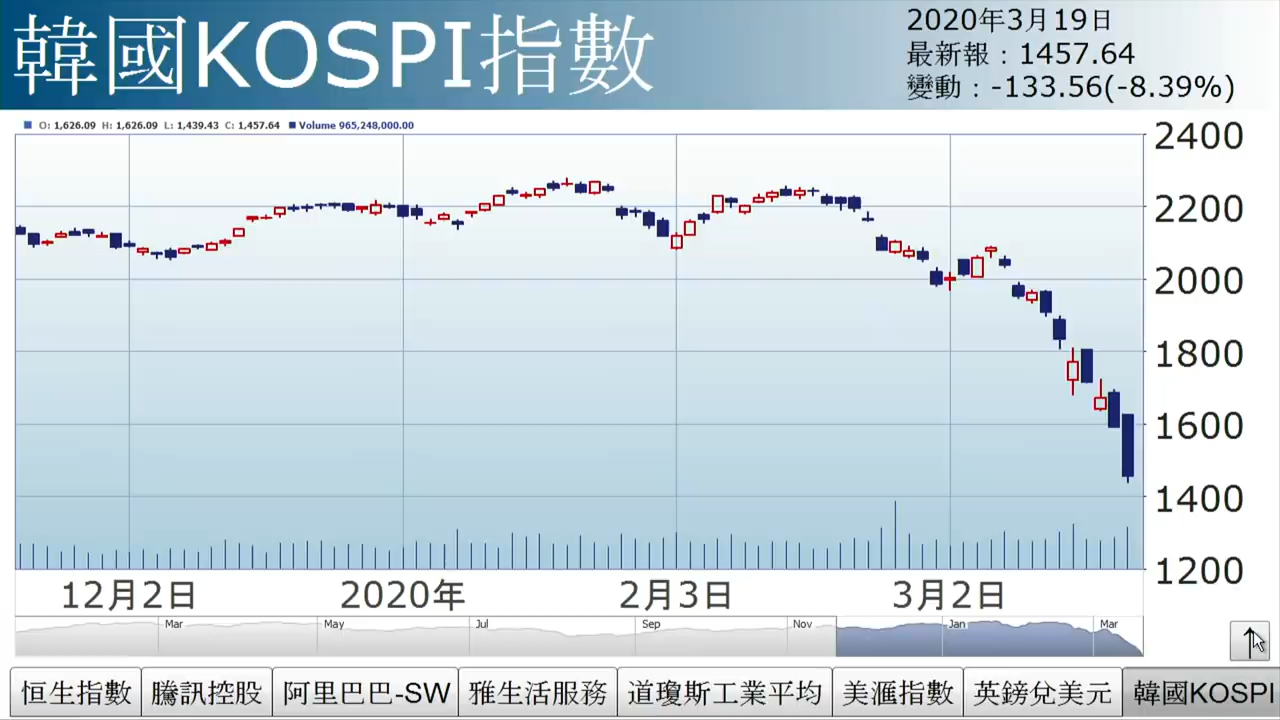 韓國KOSPI指數
2020年3月19日
最新報：1457.64
變動：-133.56(-8.39%)
O: 1,626.09 H: 1,626.09 L: 1,439.43 C: 1,457.64 Volume 965,248,000.00
2400
2200
2000
1800
1600
1400
1200
12月2日 2020年 2月3日 3月2日
Mar May Jul Sep Nov Jan Mar
恒生指數 騰訊控股 阿里巴巴-SW 雅生活服務 道瓊斯工業平均 美滙指數 英鎊兌美元 韓國KOSPI